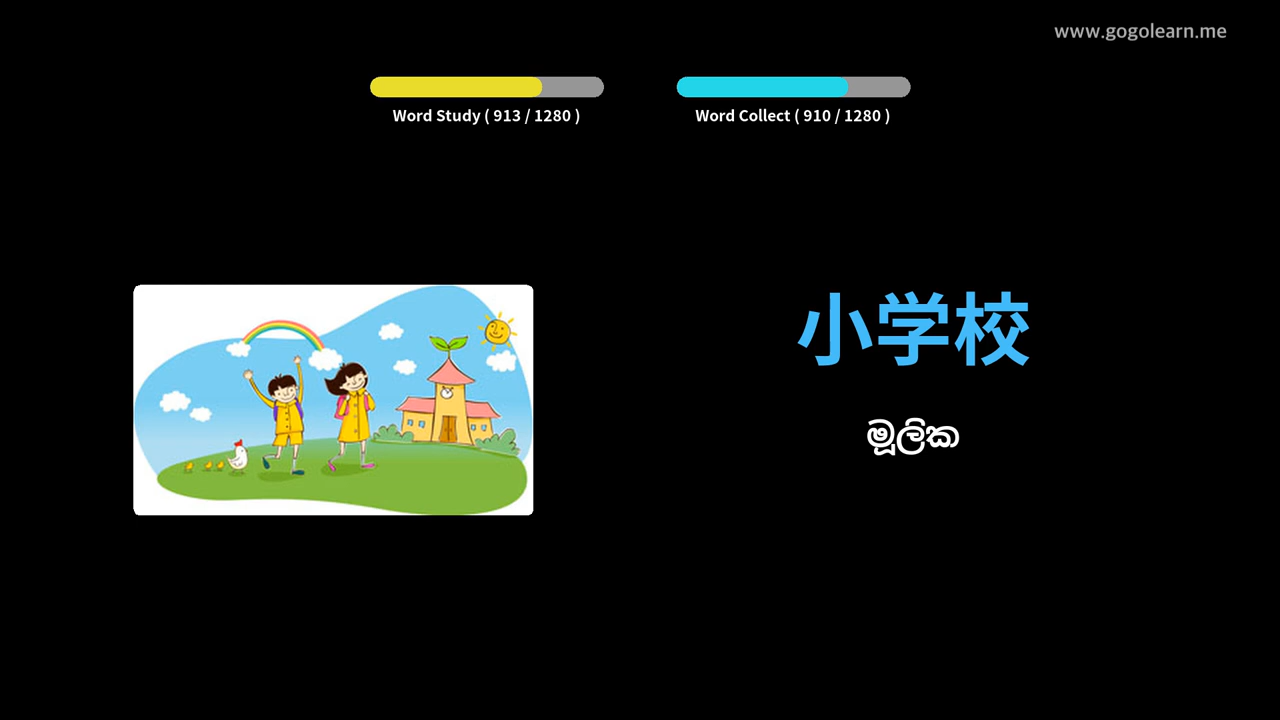 www.gogolearn.me
Word Study ( 913 / 1280 )
Word Collect ( 910 / 1280 )
小学校
මූලික